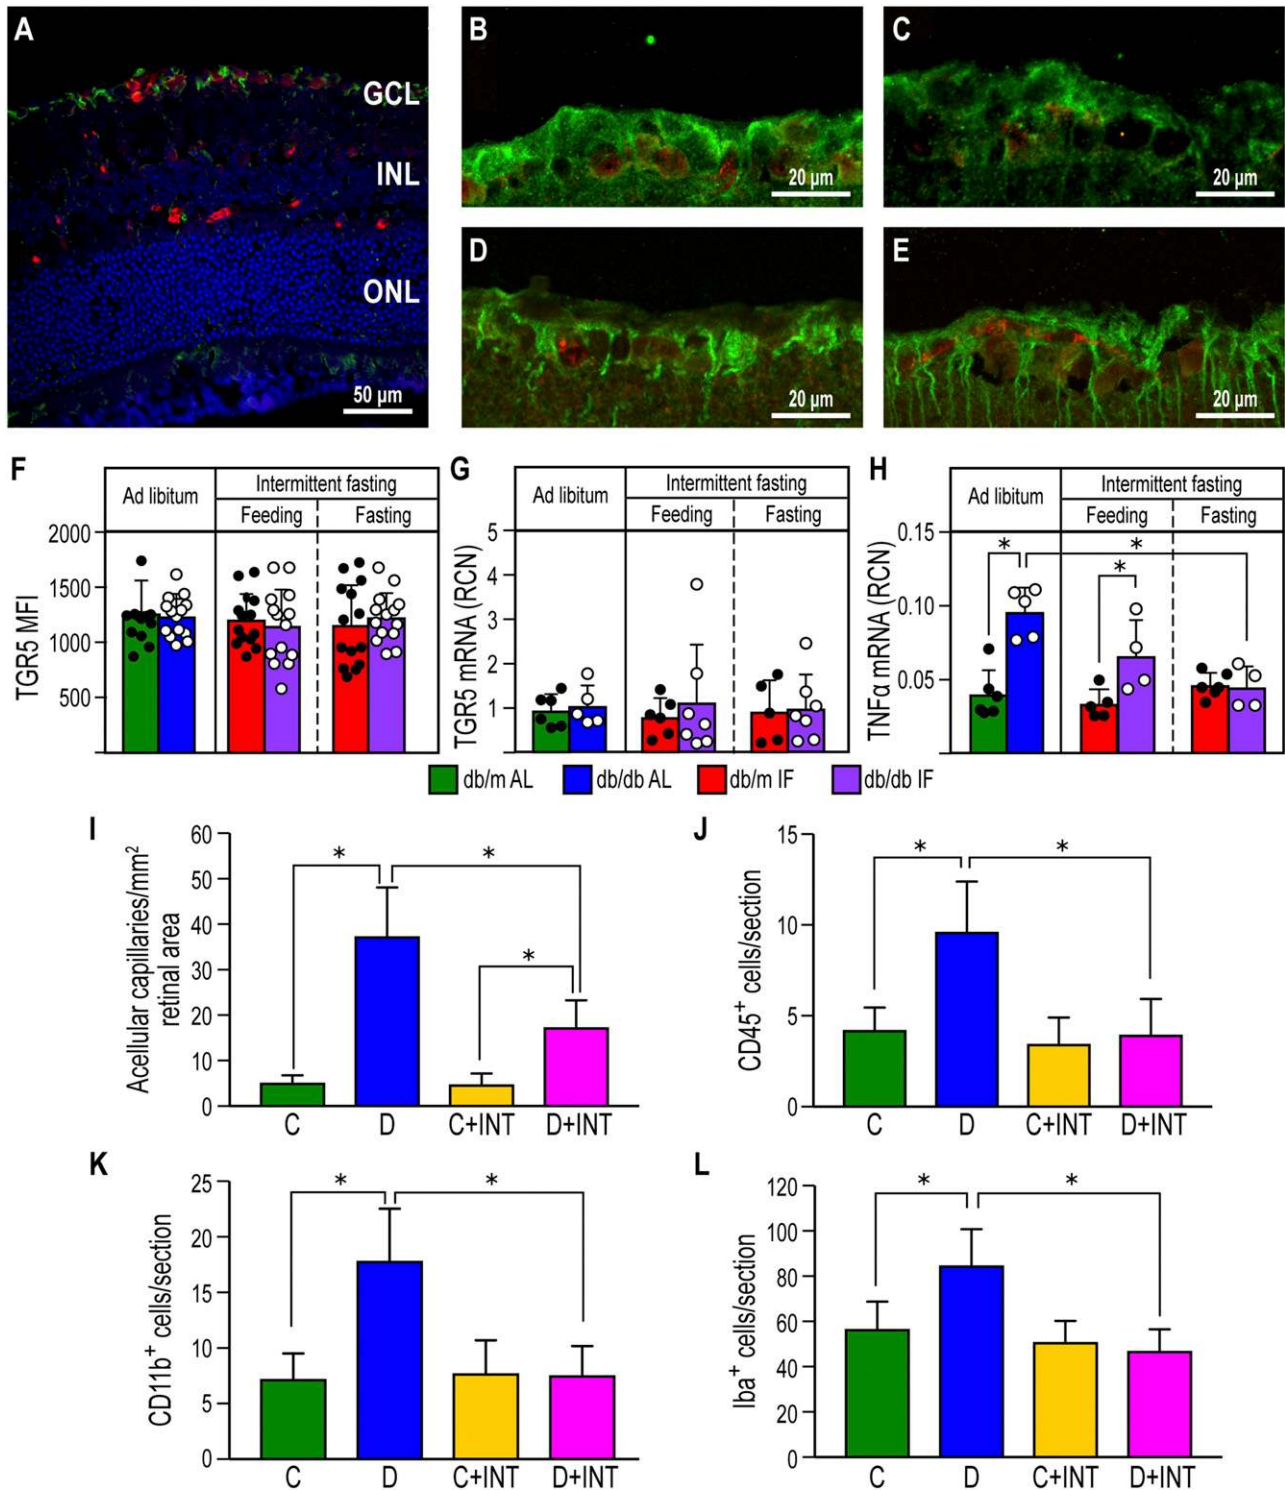 A
GCL
INL
ONL
50 µm
B
20 µm
C
20 µm
D
20 µm
E
20 µm
F
Ad libitum
Intermittent fasting
Feeding
Fasting
2000
1500
1000
500
TGR5 MFI
G
Ad libitum
Intermittent fasting
Feeding
Fasting
5
4
3
2
1
TGR5 mRNA (RCN)
H
Ad libitum
Intermittent fasting
Feeding
Fasting
0.15
0.10
0.05
TNFα mRNA (RCN)
*
*
*
db/m AL
db/db AL
db/m IF
db/db IF
I
60
50
40
30
20
10
0
Acellular capillaries/mm²
retinal area
*
*
*
C
D
C+INT
D+INT
J
15
10
5
0
CD45⁺ cells/section
*
*
C
D
C+INT
D+INT
K
25
20
15
10
5
0
CD11b⁺ cells/section
*
*
C
D
C+INT
D+INT
L
120
100
80
60
40
20
0
Iba⁺ cells/section
*
*
C
D
C+INT
D+INT